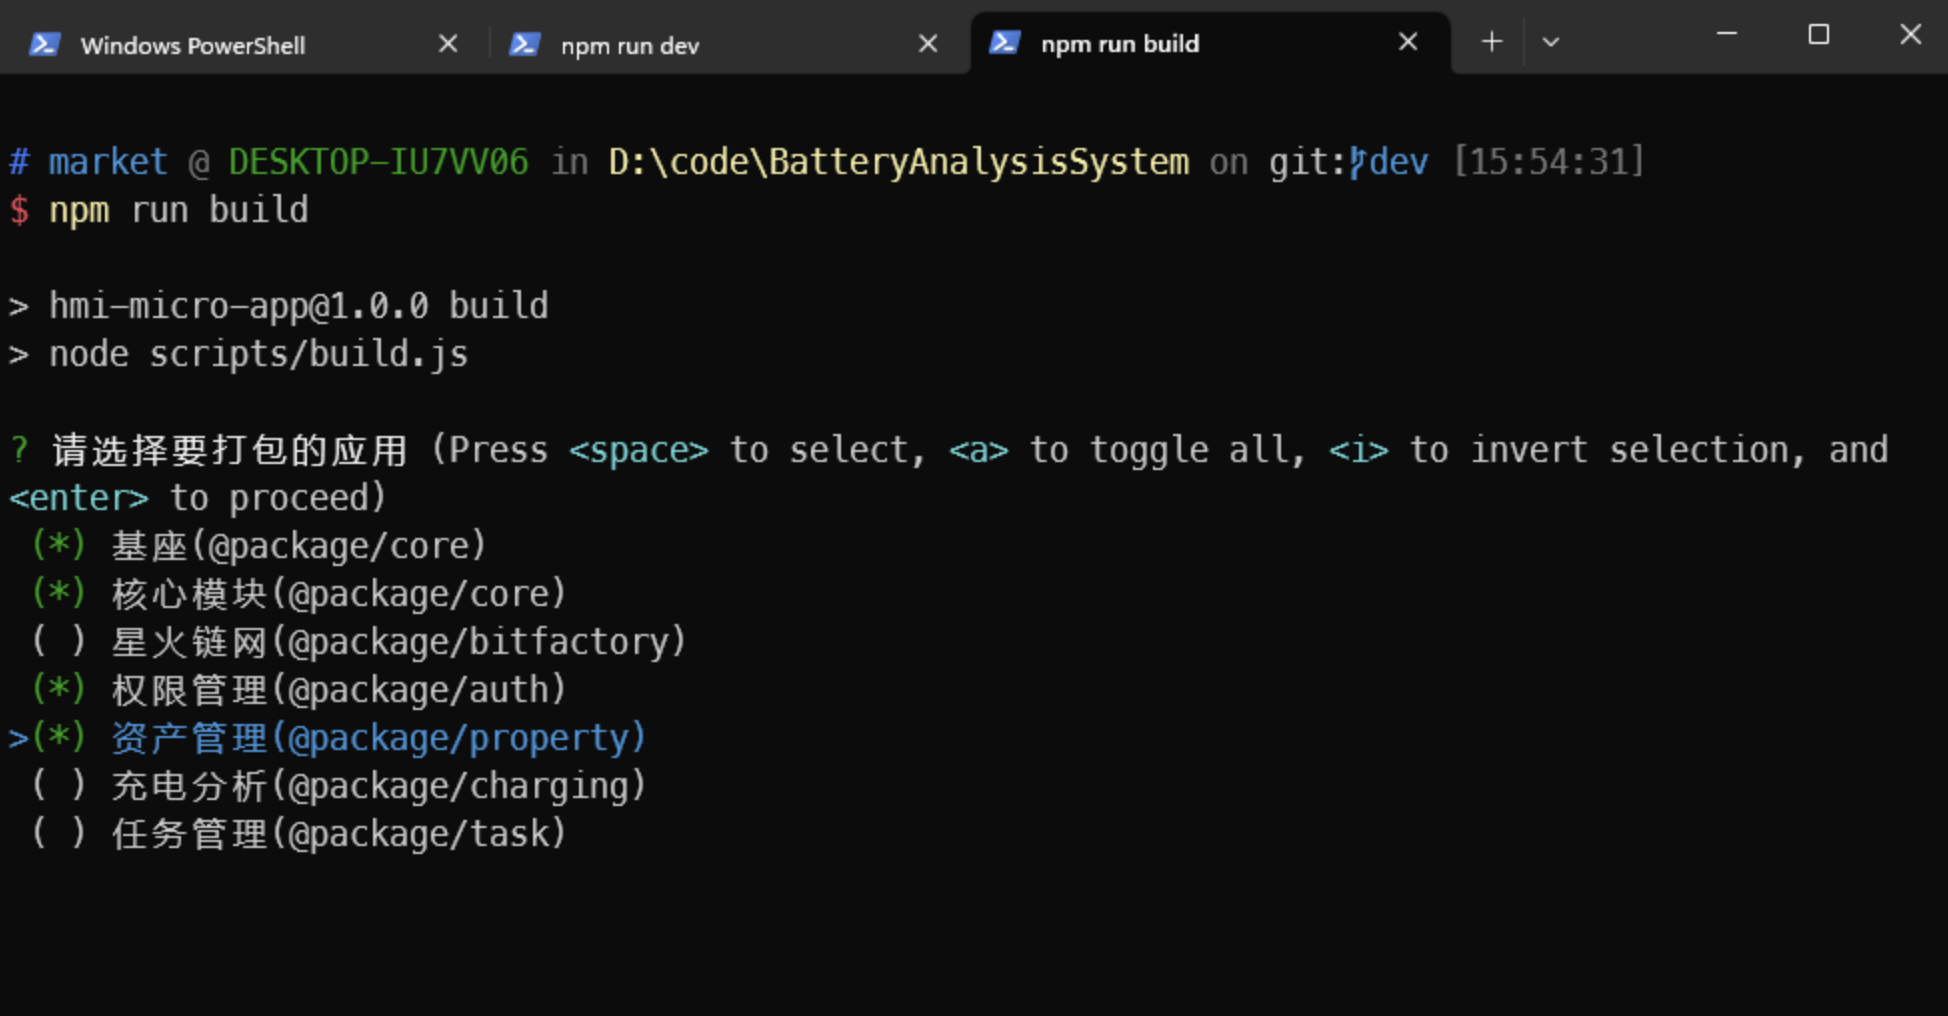 Windows PowerShell
npm run dev
npm run build
# market @ DESKTOP-IU7VV06 in D:\code\BatteryAnalysisSystem on git:dev [15:54:31]
$ npm run build
> hmi-micro-app@1.0.0 build
> node scripts/build.js
? 请选择要打包的应用 (Press <space> to select, <a> to toggle all, <i> to invert selection, and
<enter> to proceed)
(*) 基座(@package/core)
(*) 核心模块(@package/core)
( ) 星火链网(@package/bitfactory)
(*) 权限管理(@package/auth)
>(*) 资产管理(@package/property)
( ) 充电分析(@package/charging)
( ) 任务管理(@package/task)